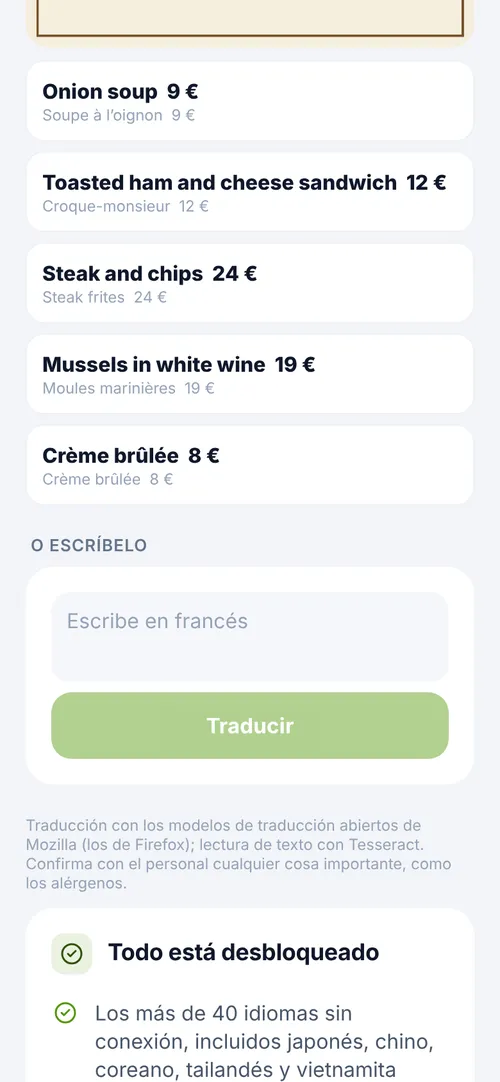 Onion soup  9 €
Soupe à l’oignon  9 €
Toasted ham and cheese sandwich  12 €
Croque-monsieur  12 €
Steak and chips  24 €
Steak frites  24 €
Mussels in white wine  19 €
Moules marinières  19 €
Crème brûlée  8 €
Crème brûlée  8 €
O ESCRÍBELO
Escribe en francés
Traducir
Traducción con los modelos de traducción abiertos de
Mozilla (los de Firefox); lectura de texto con Tesseract.
Confirma con el personal cualquier cosa importante, como
los alérgenos.
Todo está desbloqueado
Los más de 40 idiomas sin
conexión, incluidos japonés, chino,
coreano, tailandés y vietnamita